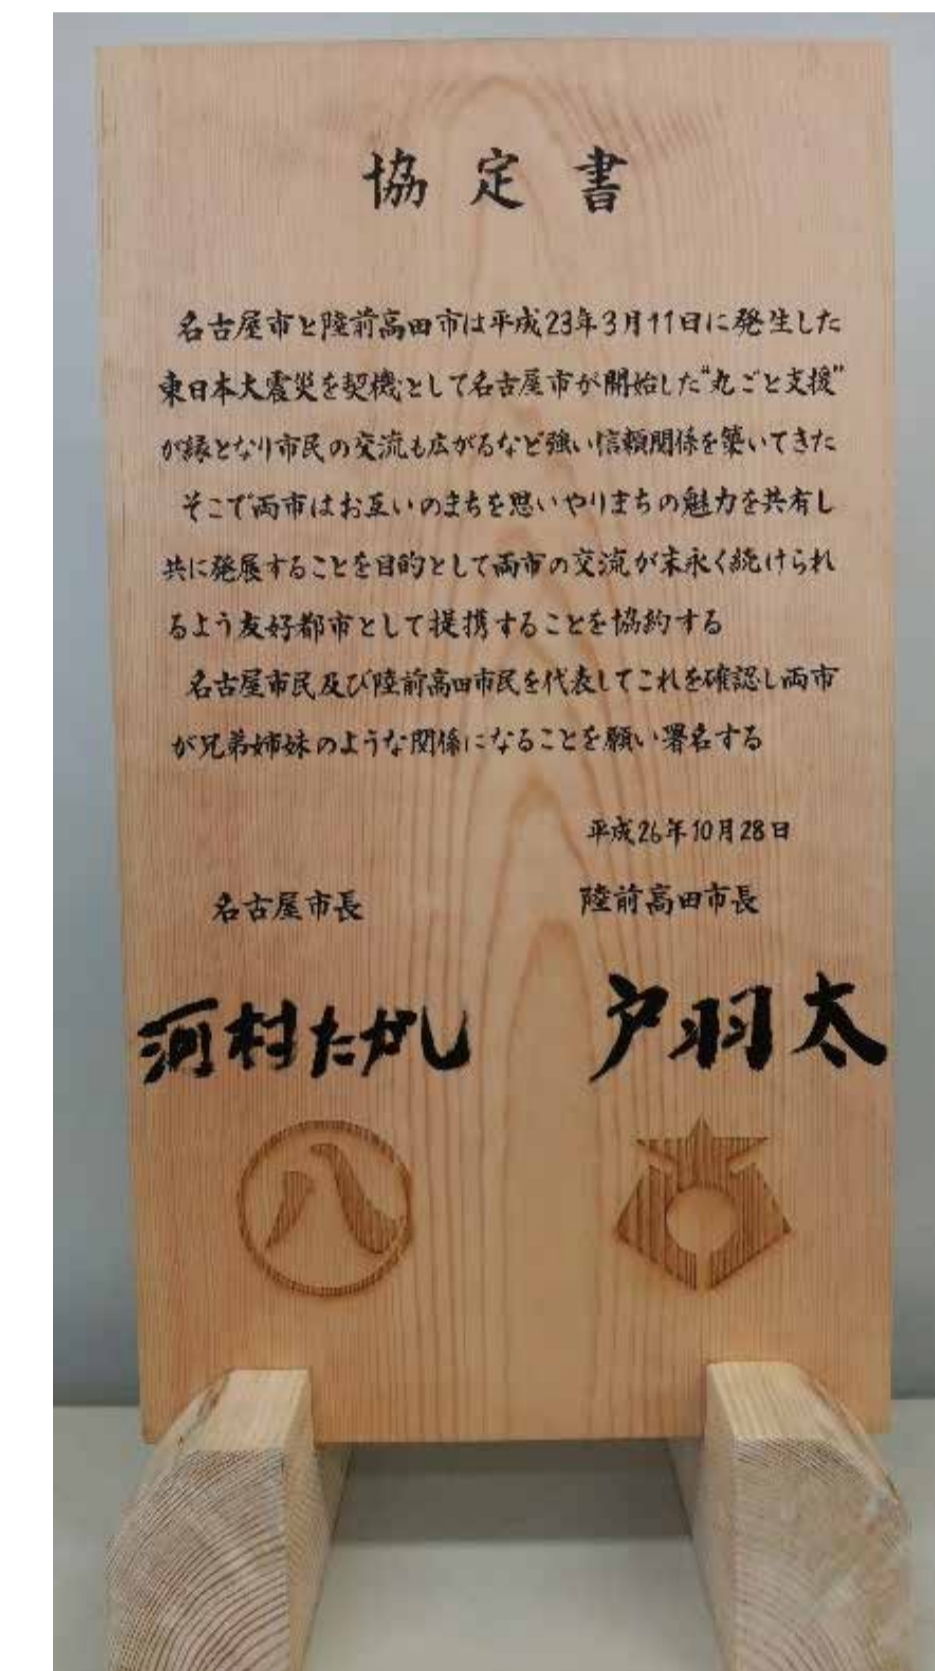 協定書
名古屋市と陸前高田市は平成23年3月11日に発生した
東日本大震災を契機として名古屋市が開始した“丸ごと支援”
が縁となり市民の交流も広がるなど強い信頼関係を築いてきた
そこで両市はお互いのまちを思いやりまちの魅力を共有し
共に発展することを目的として両市の交流が末永く続けられ
るよう友好都市として提携することを協約する
名古屋市民及び陸前高田市民を代表してこれを確認し両市
が兄弟姉妹のような関係になることを願い署名する
平成26年10月28日
名古屋市長 陸前高田市長
河村たかし 戸羽太
八